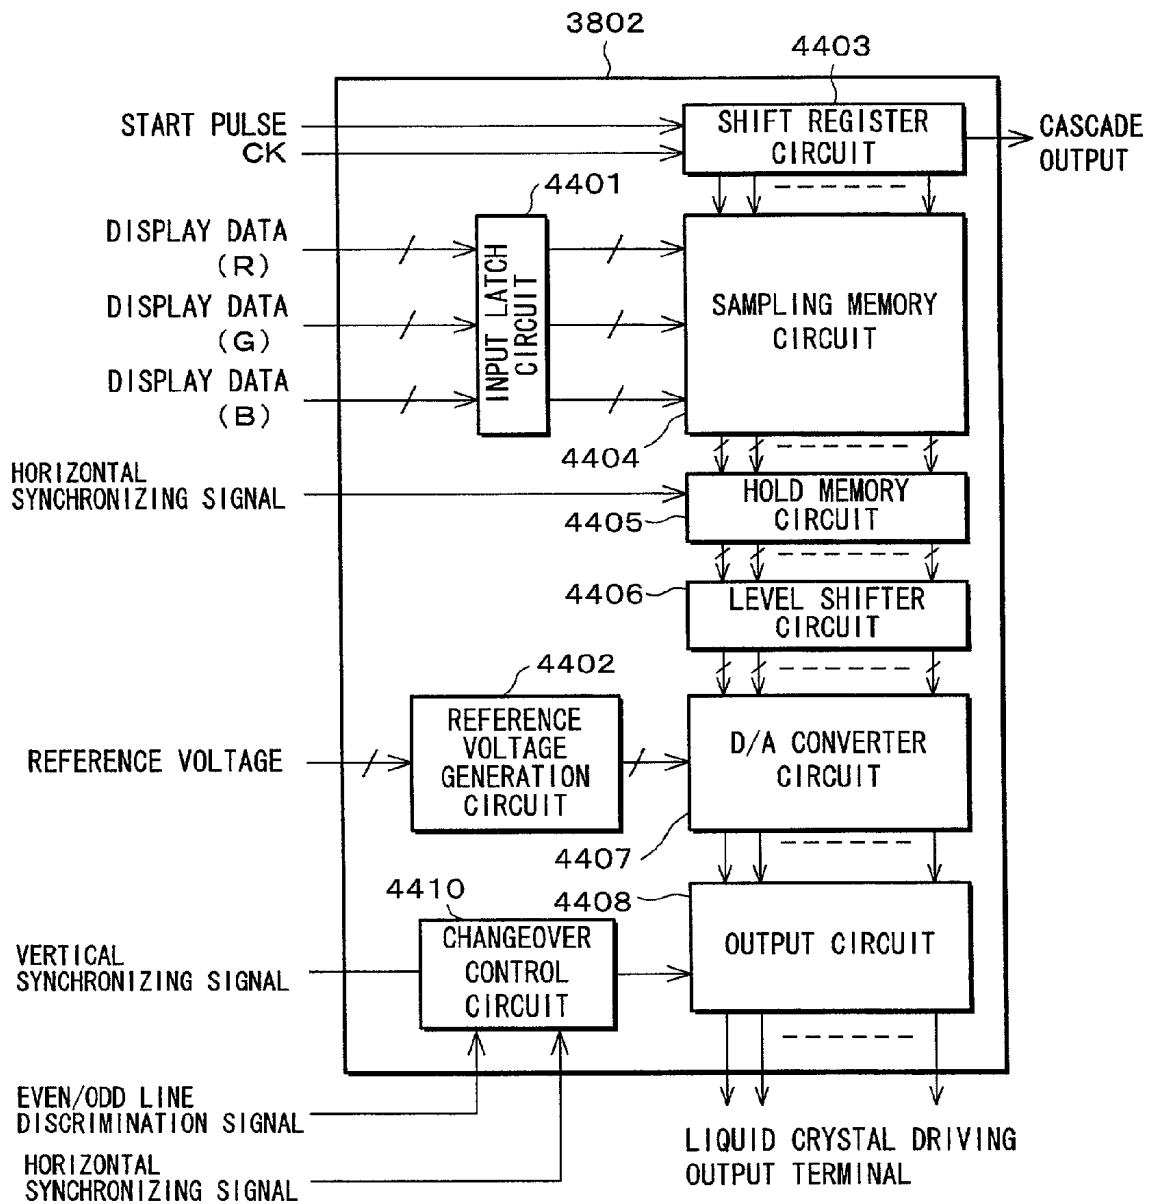 3802
4403
START PULSE
CK
SHIFT REGISTER
CIRCUIT
CASCADE
OUTPUT
4401
DISPLAY DATA
(R)
DISPLAY DATA
(G)
DISPLAY DATA
(B)
INPUT LATCH
CIRCUIT
SAMPLING MEMORY
CIRCUIT
4404
HORIZONTAL
SYNCHRONIZING SIGNAL
HOLD MEMORY
CIRCUIT
4405
4406
LEVEL SHIFTER
CIRCUIT
4402
REFERENCE VOLTAGE
REFERENCE
VOLTAGE
GENERATION
CIRCUIT
D/A CONVERTER
CIRCUIT
4407
4410
4408
VERTICAL
SYNCHRONIZING SIGNAL
CHANGEOVER
CONTROL
CIRCUIT
OUTPUT CIRCUIT
EVEN/ODD LINE
DISCRIMINATION SIGNAL
HORIZONTAL
SYNCHRONIZING SIGNAL
LIQUID CRYSTAL DRIVING
OUTPUT TERMINAL